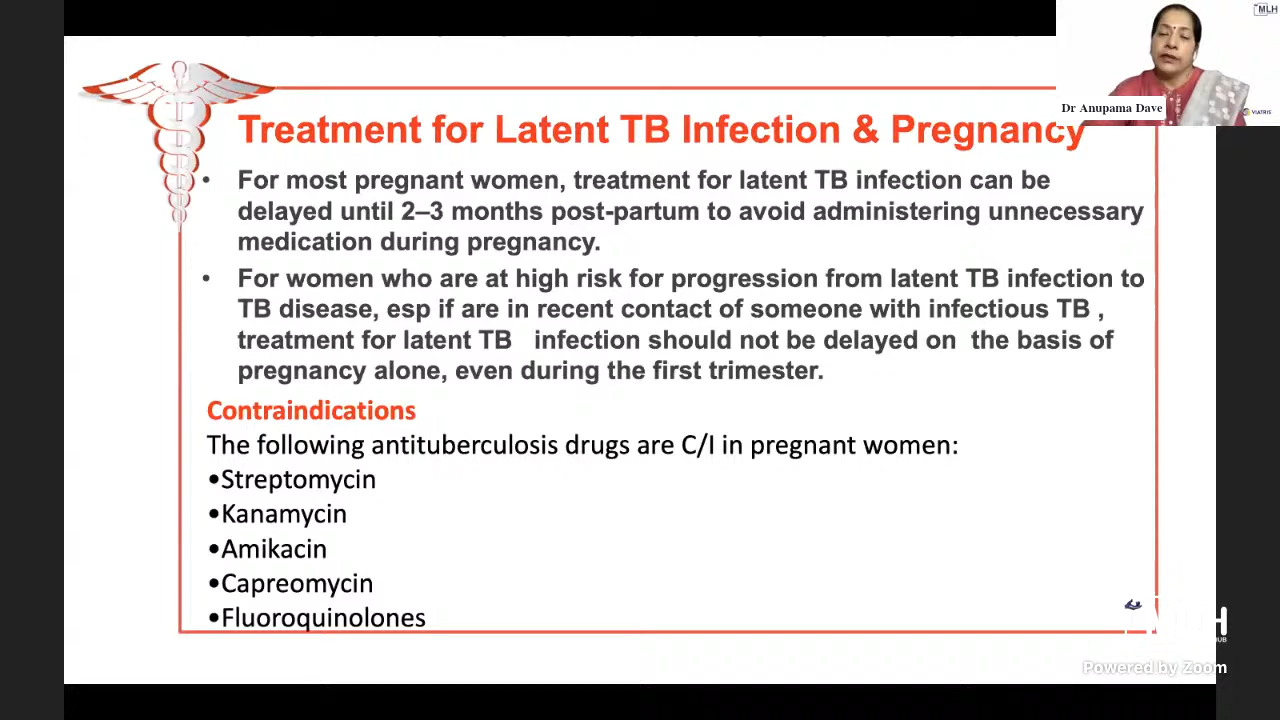 MLH
Dr Anupama Dave
VIATRIS
Treatment for Latent TB Infection & Pregnancy
• For most pregnant women, treatment for latent TB infection can be
delayed until 2–3 months post-partum to avoid administering unnecessary
medication during pregnancy.
• For women who are at high risk for progression from latent TB infection to
TB disease, esp if are in recent contact of someone with infectious TB ,
treatment for latent TB infection should not be delayed on the basis of
pregnancy alone, even during the first trimester.
Contraindications
The following antituberculosis drugs are C/I in pregnant women:
•Streptomycin
•Kanamycin
•Amikacin
•Capreomycin
•Fluoroquinolones
Powered by Zoom